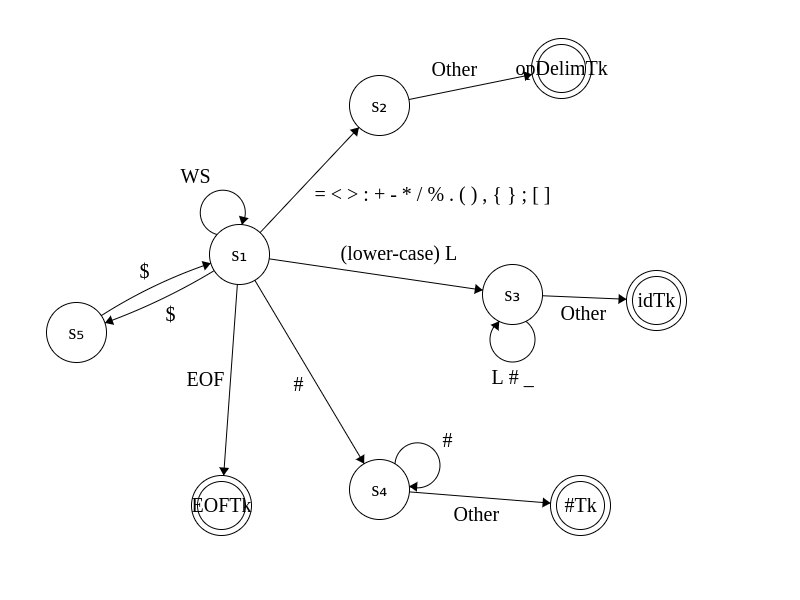 Other
opDelimTk
s₂
WS
= < > : + - * / % . ( ) , { } ; [ ]
s₁
(lower-case) L
$
s₃
idTk
Other
$
s₅
L # _
EOF
#
#
s₄
EOFTk
Other
#Tk